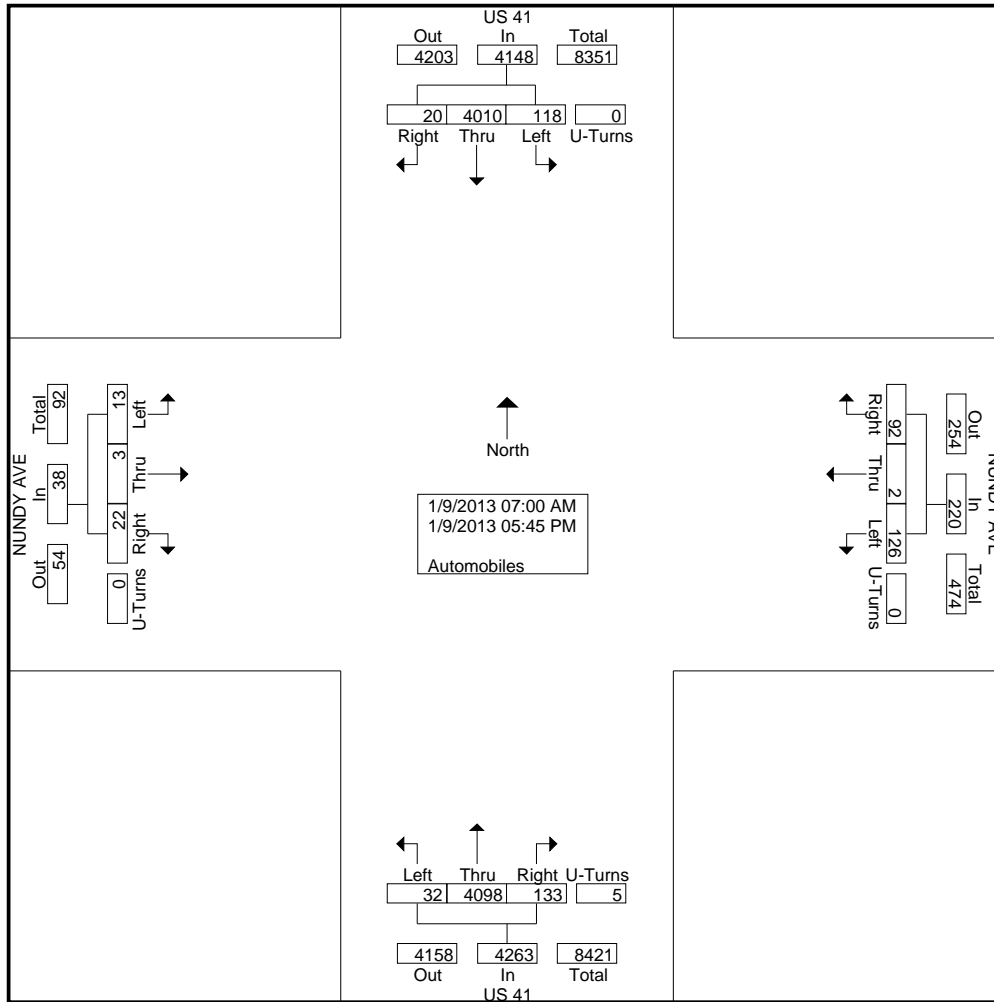 US 41
Out In Total
4203 4148 8351
20 4010 118 0
Right Thru Left U-Turns
NUNDY AVE
Total 92
In 38
Out 54
13 Left
3 Thru
22 Right
0 U-Turns
North
1/9/2013 07:00 AM
1/9/2013 05:45 PM
Automobiles
Right 92
Thru 2
Left 126
U-Turns 0
Out 254
In 220
Total 474
NUNDY AVE
Left Thru Right U-Turns
32 4098 133 5
4158 4263 8421
Out In Total
US 41